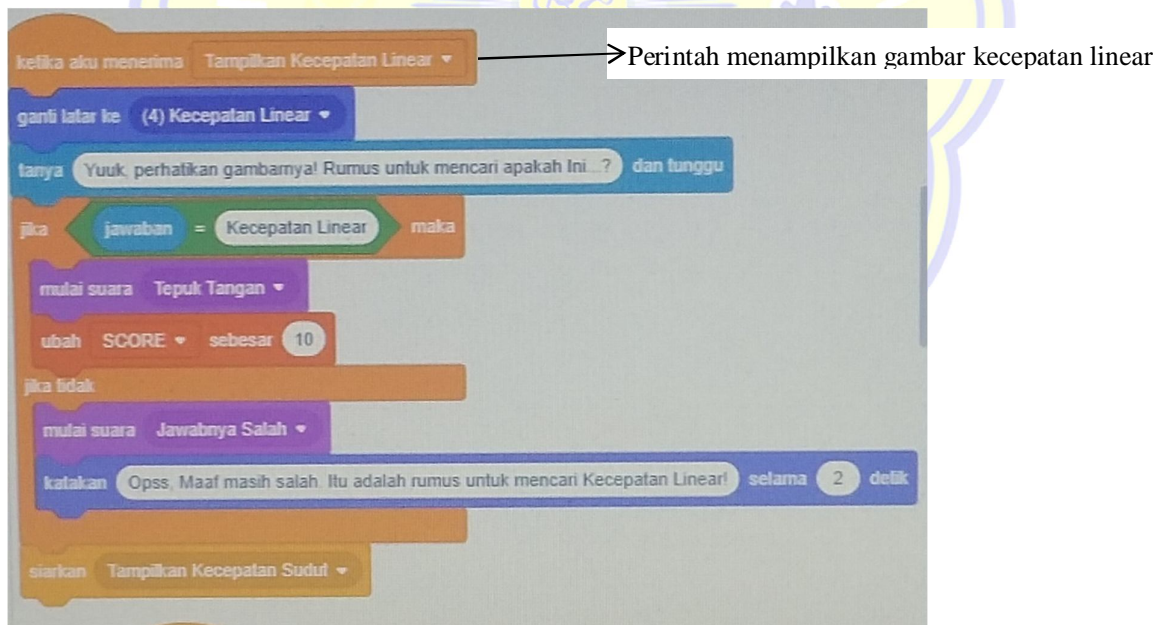 ketika aku menerima Tampilkan Kecepatan Linear
Perintah menampilkan gambar kecepatan linear
ganti latar ke (4) Kecepatan Linear
tanya Yuuk, perhatikan gambarnya! Rumus untuk mencari apakah Ini...? dan tunggu
jika jawaban = Kecepatan Linear maka
mulai suara Tepuk Tangan
ubah SCORE sebesar 10
jika tidak
mulai suara Jawabnya Salah
katakan Opss, Maaf masih salah. Itu adalah rumus untuk mencari Kecepatan Linear! selama 2 detik
siarkan Tampilkan Kecepatan Sudut